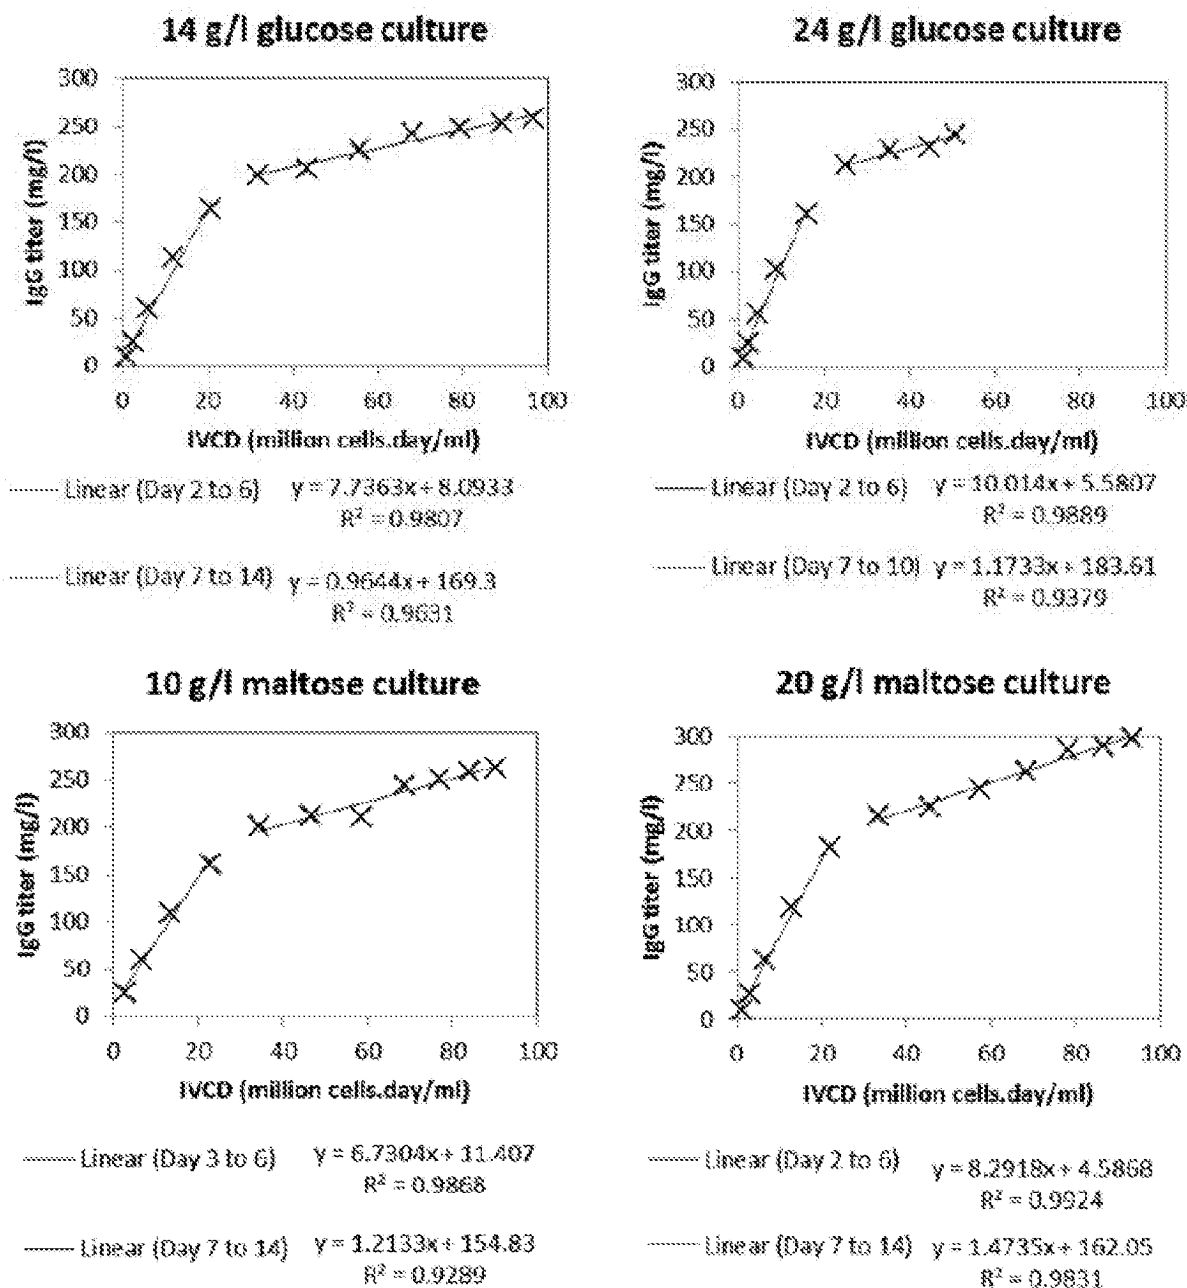 14 g/l glucose culture
300
250
200
150
100
50
0
IgG titer (mg/l)
0 20 40 60 80 100
IVCD (million cells.day/ml)
Linear (Day 2 to 6) y = 7.7363x + 8.0933
R² = 0.9807
Linear (Day 7 to 14) y = 0.9644x + 169.3
R² = 0.9631
24 g/l glucose culture
300
250
200
150
100
50
0
IgG titer (mg/l)
0 20 40 60 80 100
IVCD (million cells.day/ml)
Linear (Day 2 to 6) y = 10.014x + 5.5807
R² = 0.9889
Linear (Day 7 to 10) y = 1.1733x + 183.61
R² = 0.9379
10 g/l maltose culture
300
250
200
150
100
50
0
IgG titer (mg/l)
0 20 40 60 80 100
IVCD (million cells.day/ml)
Linear (Day 3 to 6) y = 6.7304x + 11.407
R² = 0.9868
Linear (Day 7 to 14) y = 1.2133x + 154.83
R² = 0.9289
20 g/l maltose culture
300
250
200
150
100
50
0
IgG titer (mg/l)
0 20 40 60 80 100
IVCD (million cells.day/ml)
Linear (Day 2 to 6) y = 8.2918x + 4.5868
R² = 0.9924
Linear (Day 7 to 14) y = 1.4735x + 162.05
R² = 0.9831